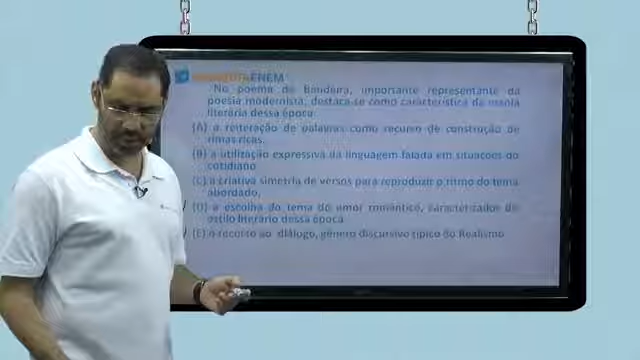 ENEM
No poema de Bandeira, importante representante da
poesia modernista, destaca-se como característica da escola
literária dessa época
(A) a reiteração de palavras como recurso de construção de
rimas ricas.
(B) a utilização expressiva da linguagem falada em situações do
cotidiano
(C) a criativa simetria de versos para reproduzir o ritmo do tema
abordado.
(D) a escolha do tema do amor romântico, caracterizador do
estilo literário dessa época
(E) o recurso ao diálogo, gênero discursivo típico do Realismo